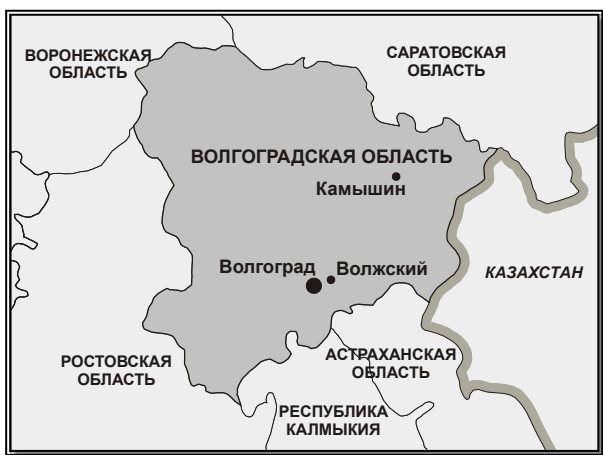 ВОРОНЕЖСКАЯ
ОБЛАСТЬ
САРАТОВСКАЯ
ОБЛАСТЬ
ВОЛГОГРАДСКАЯ ОБЛАСТЬ
Камышин
Волгоград
Волжский
КАЗАХСТАН
РОСТОВСКАЯ
ОБЛАСТЬ
АСТРАХАНСКАЯ
ОБЛАСТЬ
РЕСПУБЛИКА
КАЛМЫКИЯ